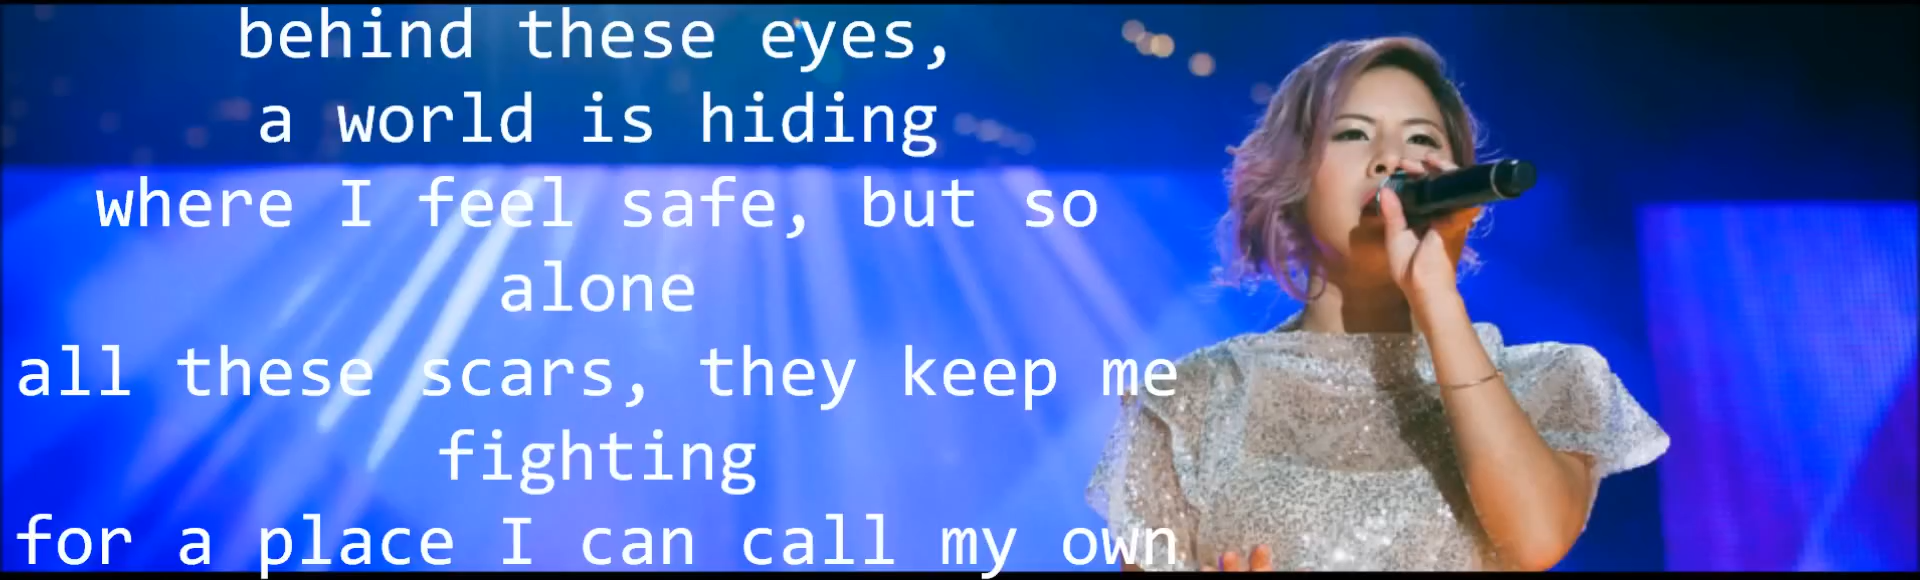 behind these eyes,
a world is hiding
where I feel safe, but so
alone
all these scars, they keep me
fighting
for a place I can call my own